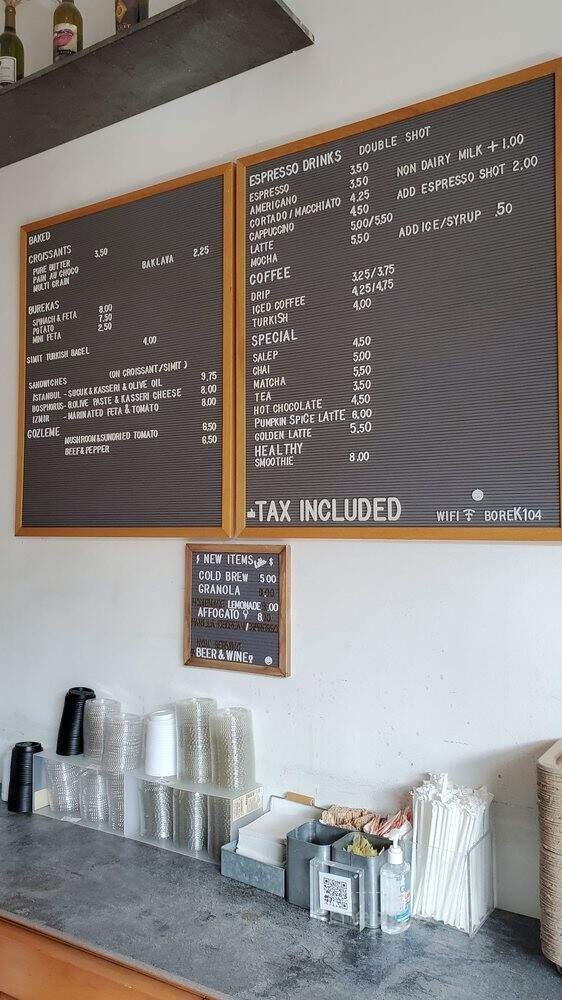 BAKED
CROISSANTS 3.50
PURE BUTTER
PAIN AU CHOCO
MULTI GRAIN
BAKLAVA 2.25
BUREKAS
SPINACH & FETA 8.00
POTATO 7.50
MINI FETA 2.50
SIMIT TURKISH BAGEL 4.00
SANDWICHES (ON CROISSANT/SIMIT)
ISTANBUL - SUCUK & KASSERI & OLIVE OIL 9.75
BOSPHORUS - B.OLIVE PASTE & KASSERI CHEESE 8.00
IZMIR - MARINATED FETA & TOMATO 8.00
GOZLEME
MUSHROOM & SUNDRIED TOMATO 6.50
BEEF & PEPPER 6.50
ESPRESSO DRINKS DOUBLE SHOT
ESPRESSO 3.50
AMERICANO 3.50
CORTADO / MACCHIATO 4.25
CAPPUCCINO 4.50
LATTE 5.00/5.50
MOCHA 5.50
NON DAIRY MILK + 1.00
ADD ESPRESSO SHOT 2.00
ADD ICE/SYRUP .50
COFFEE
DRIP 3.25/3.75
ICED COFFEE 4.25/4.75
TURKISH 4.00
SPECIAL
SALEP 4.50
CHAI 5.00
MATCHA 5.50
TEA 3.50
HOT CHOCOLATE 4.50
PUMPKIN SPICE LATTE 6.00
GOLDEN LATTE 5.50
HEALTHY
SMOOTHIE 8.00
TAX INCLUDED
WIFI BOREK104
NEW ITEMS $
COLD BREW 5.00
GRANOLA
LEMONADE
AFFOGATO
BEER & WINE